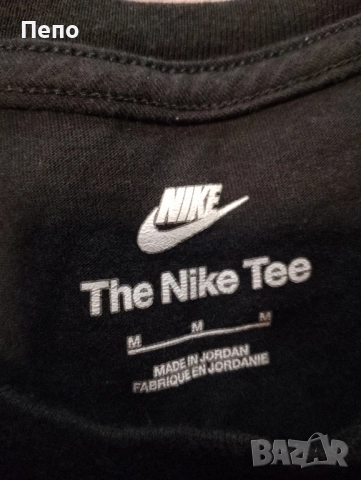 Пепо
NIKE
The Nike Tee
M M M
MADE IN JORDAN
FABRIQUE EN JORDANIE
BAZAR